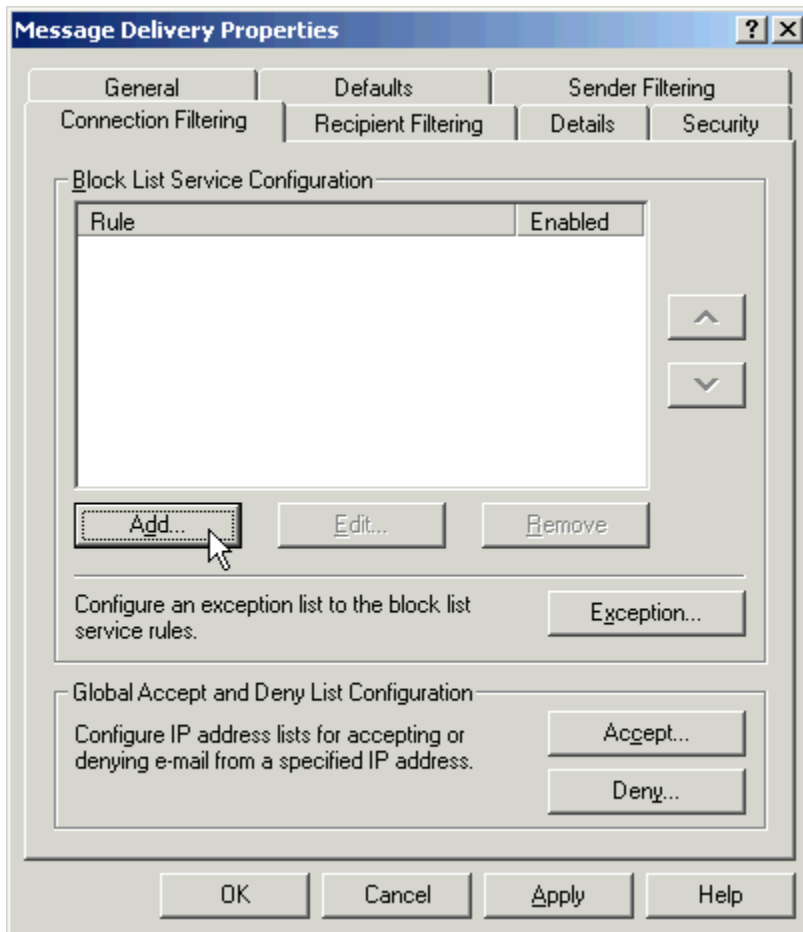 Message Delivery Properties
General Defaults Sender Filtering
Connection Filtering Recipient Filtering Details Security
Block List Service Configuration
Rule Enabled
Add... Edit... Remove
Configure an exception list to the block list
service rules.
Exception...
Global Accept and Deny List Configuration
Configure IP address lists for accepting or
denying e-mail from a specified IP address.
Accept...
Deny...
OK Cancel Apply Help